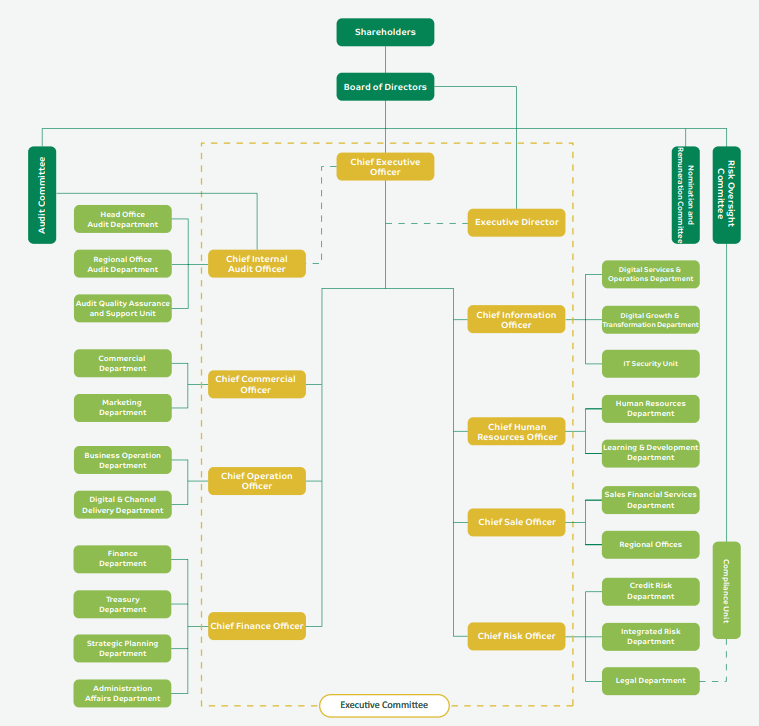 Shareholders
Board of Directors
Audit Committee
Nomination and
Remuneration Committee
Risk Oversight
Committee
Chief Executive
Officer
Executive Director
Head Office
Audit Department
Regional Office
Audit Department
Audit Quality Assurance
and Support Unit
Chief Internal
Audit Officer
Commercial
Department
Marketing
Department
Chief Commercial
Officer
Business Operation
Department
Digital & Channel
Delivery Department
Chief Operation
Officer
Finance
Department
Treasury
Department
Strategic Planning
Department
Administration
Affairs Department
Chief Finance Officer
Chief Information
Officer
Digital Services &
Operations Department
Digital Growth &
Transformation Department
IT Security Unit
Chief Human
Resources Officer
Human Resources
Department
Learning & Development
Department
Chief Sale Officer
Sales Financial Services
Department
Regional Offices
Chief Risk Officer
Credit Risk
Department
Integrated Risk
Department
Legal Department
Compliance Unit
Executive Committee